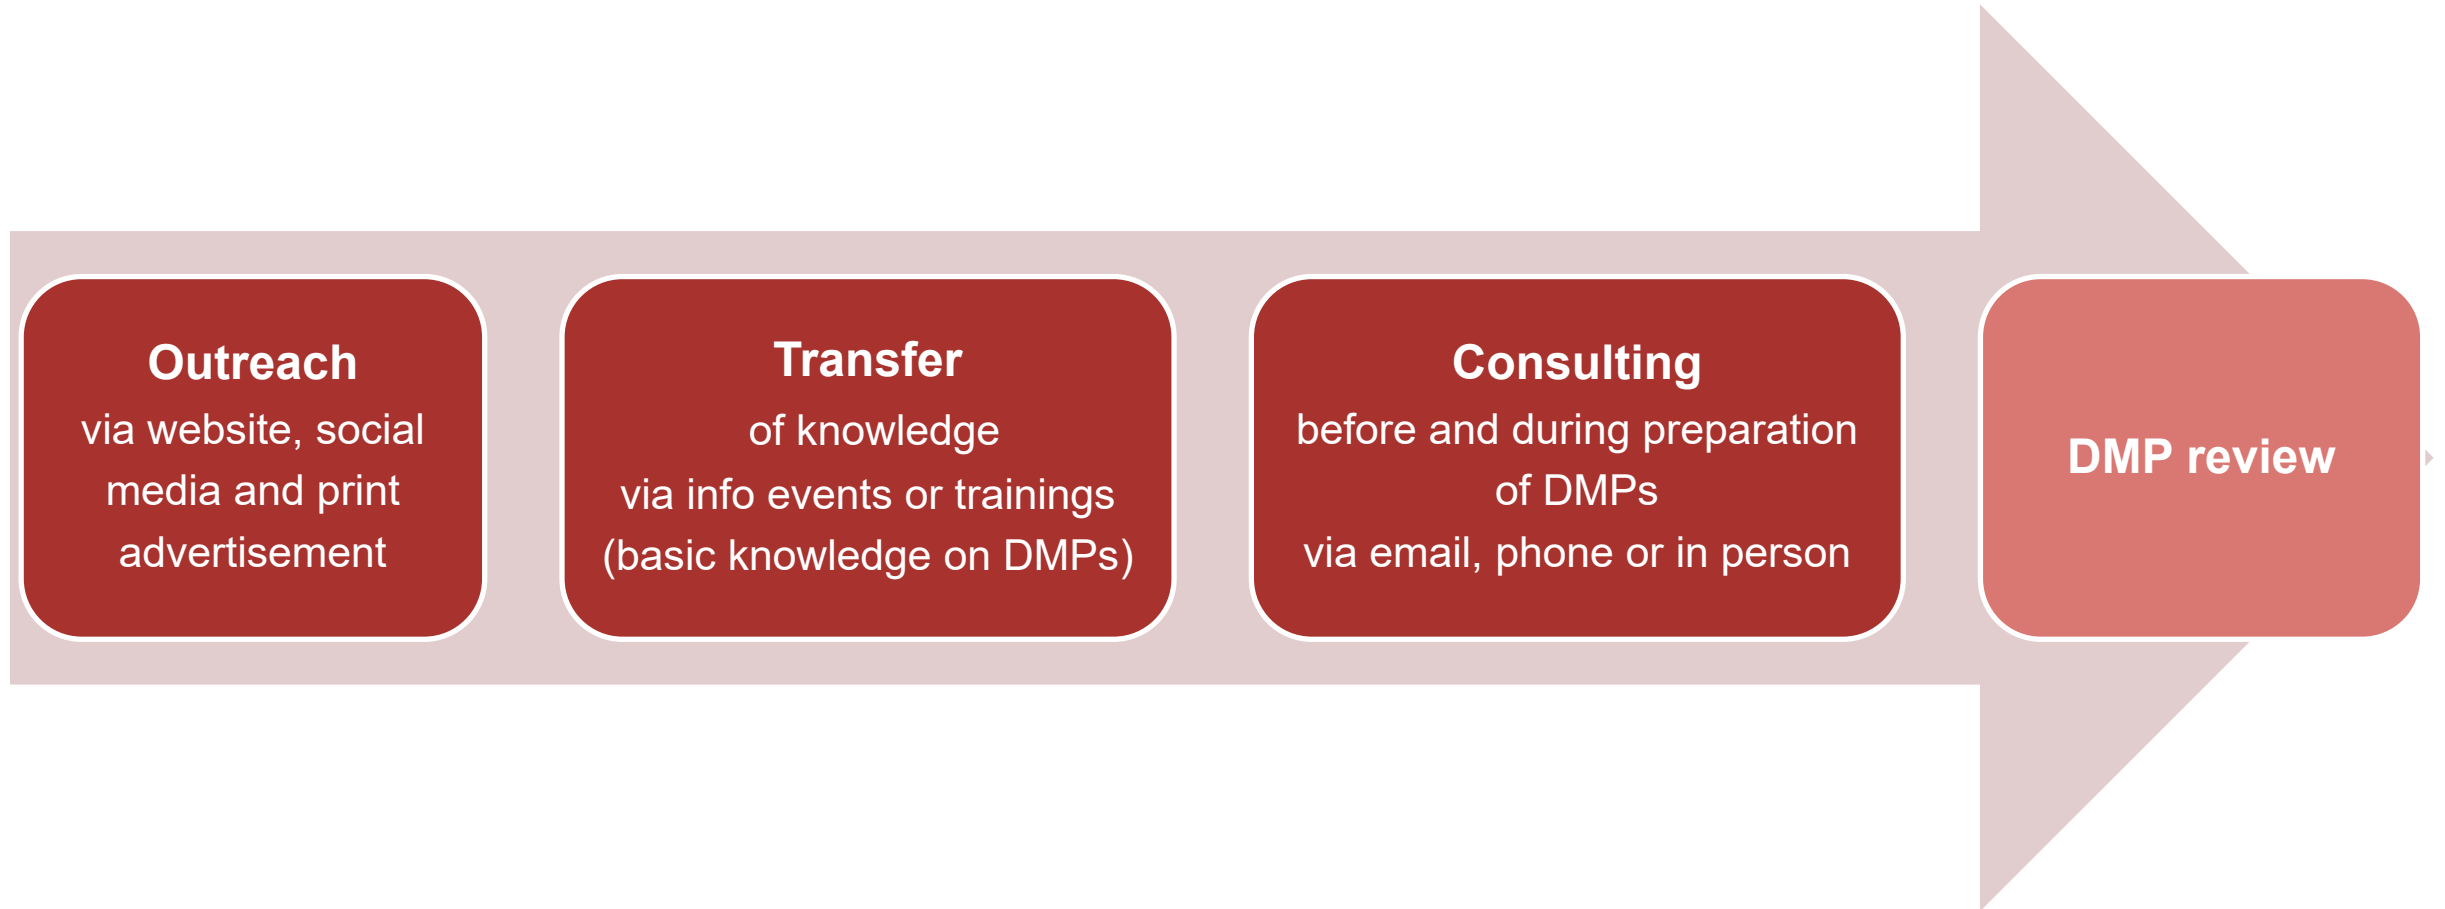 Outreach
via website, social
media and print
advertisement
Transfer
of knowledge
via info events or trainings
(basic knowledge on DMPs)
Consulting
before and during preparation
of DMPs
via email, phone or in person
DMP review